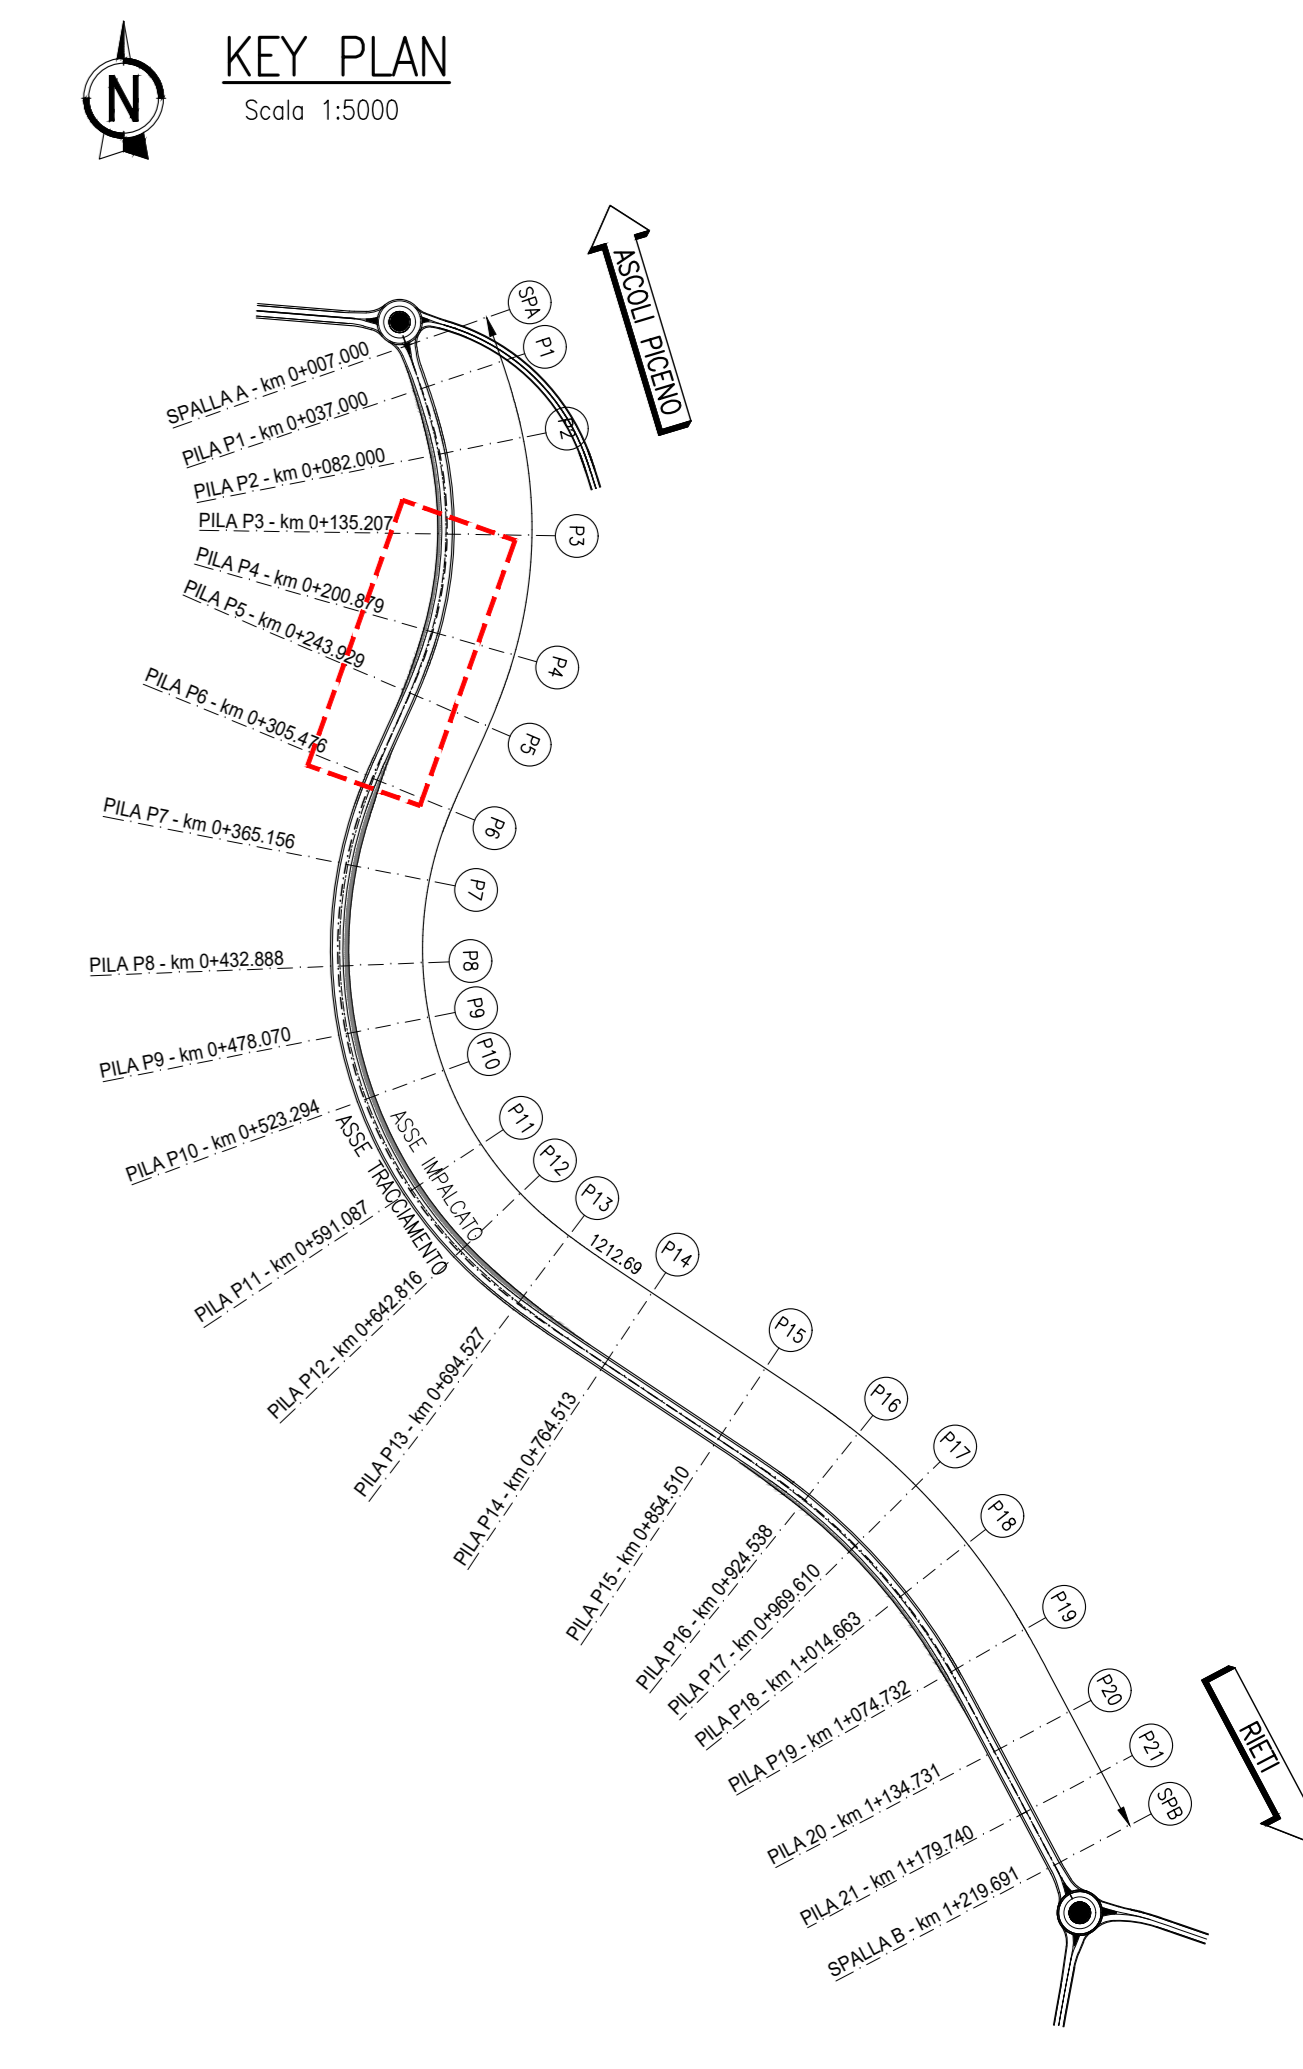 N
KEY PLAN
Scala 1:5000
ASCOLI PICENO
SPA
P1
P2
P3
P4
P5
P6
P7
P8
P9
P10
P11
P12
P13
P14
P15
P16
P17
P18
P19
P20
P21
SPB
SPALLA A - km 0+007.000
PILA P1 - km 0+037.000
PILA P2 - km 0+082.000
PILA P3 - km 0+135.207
PILA P4 - km 0+200.879
PILA P5 - km 0+243.929
PILA P6 - km 0+305.476
PILA P7 - km 0+365.156
PILA P8 - km 0+432.888
PILA P9 - km 0+478.070
PILA P10 - km 0+523.294
PILA P11 - km 0+591.087
PILA P12 - km 0+642.816
PILA P13 - km 0+694.527
PILA P14 - km 0+764.513
PILA P15 - km 0+854.510
PILA P16 - km 0+924.538
PILA P17 - km 0+969.610
PILA P18 - km 1+014.663
PILA P19 - km 1+074.732
PILA 20 - km 1+134.731
PILA 21 - km 1+179.740
SPALLA B - km 1+219.691
ASSE IMPALCATO
ASSE TRACCIAMENTO
1212.69
RIETI